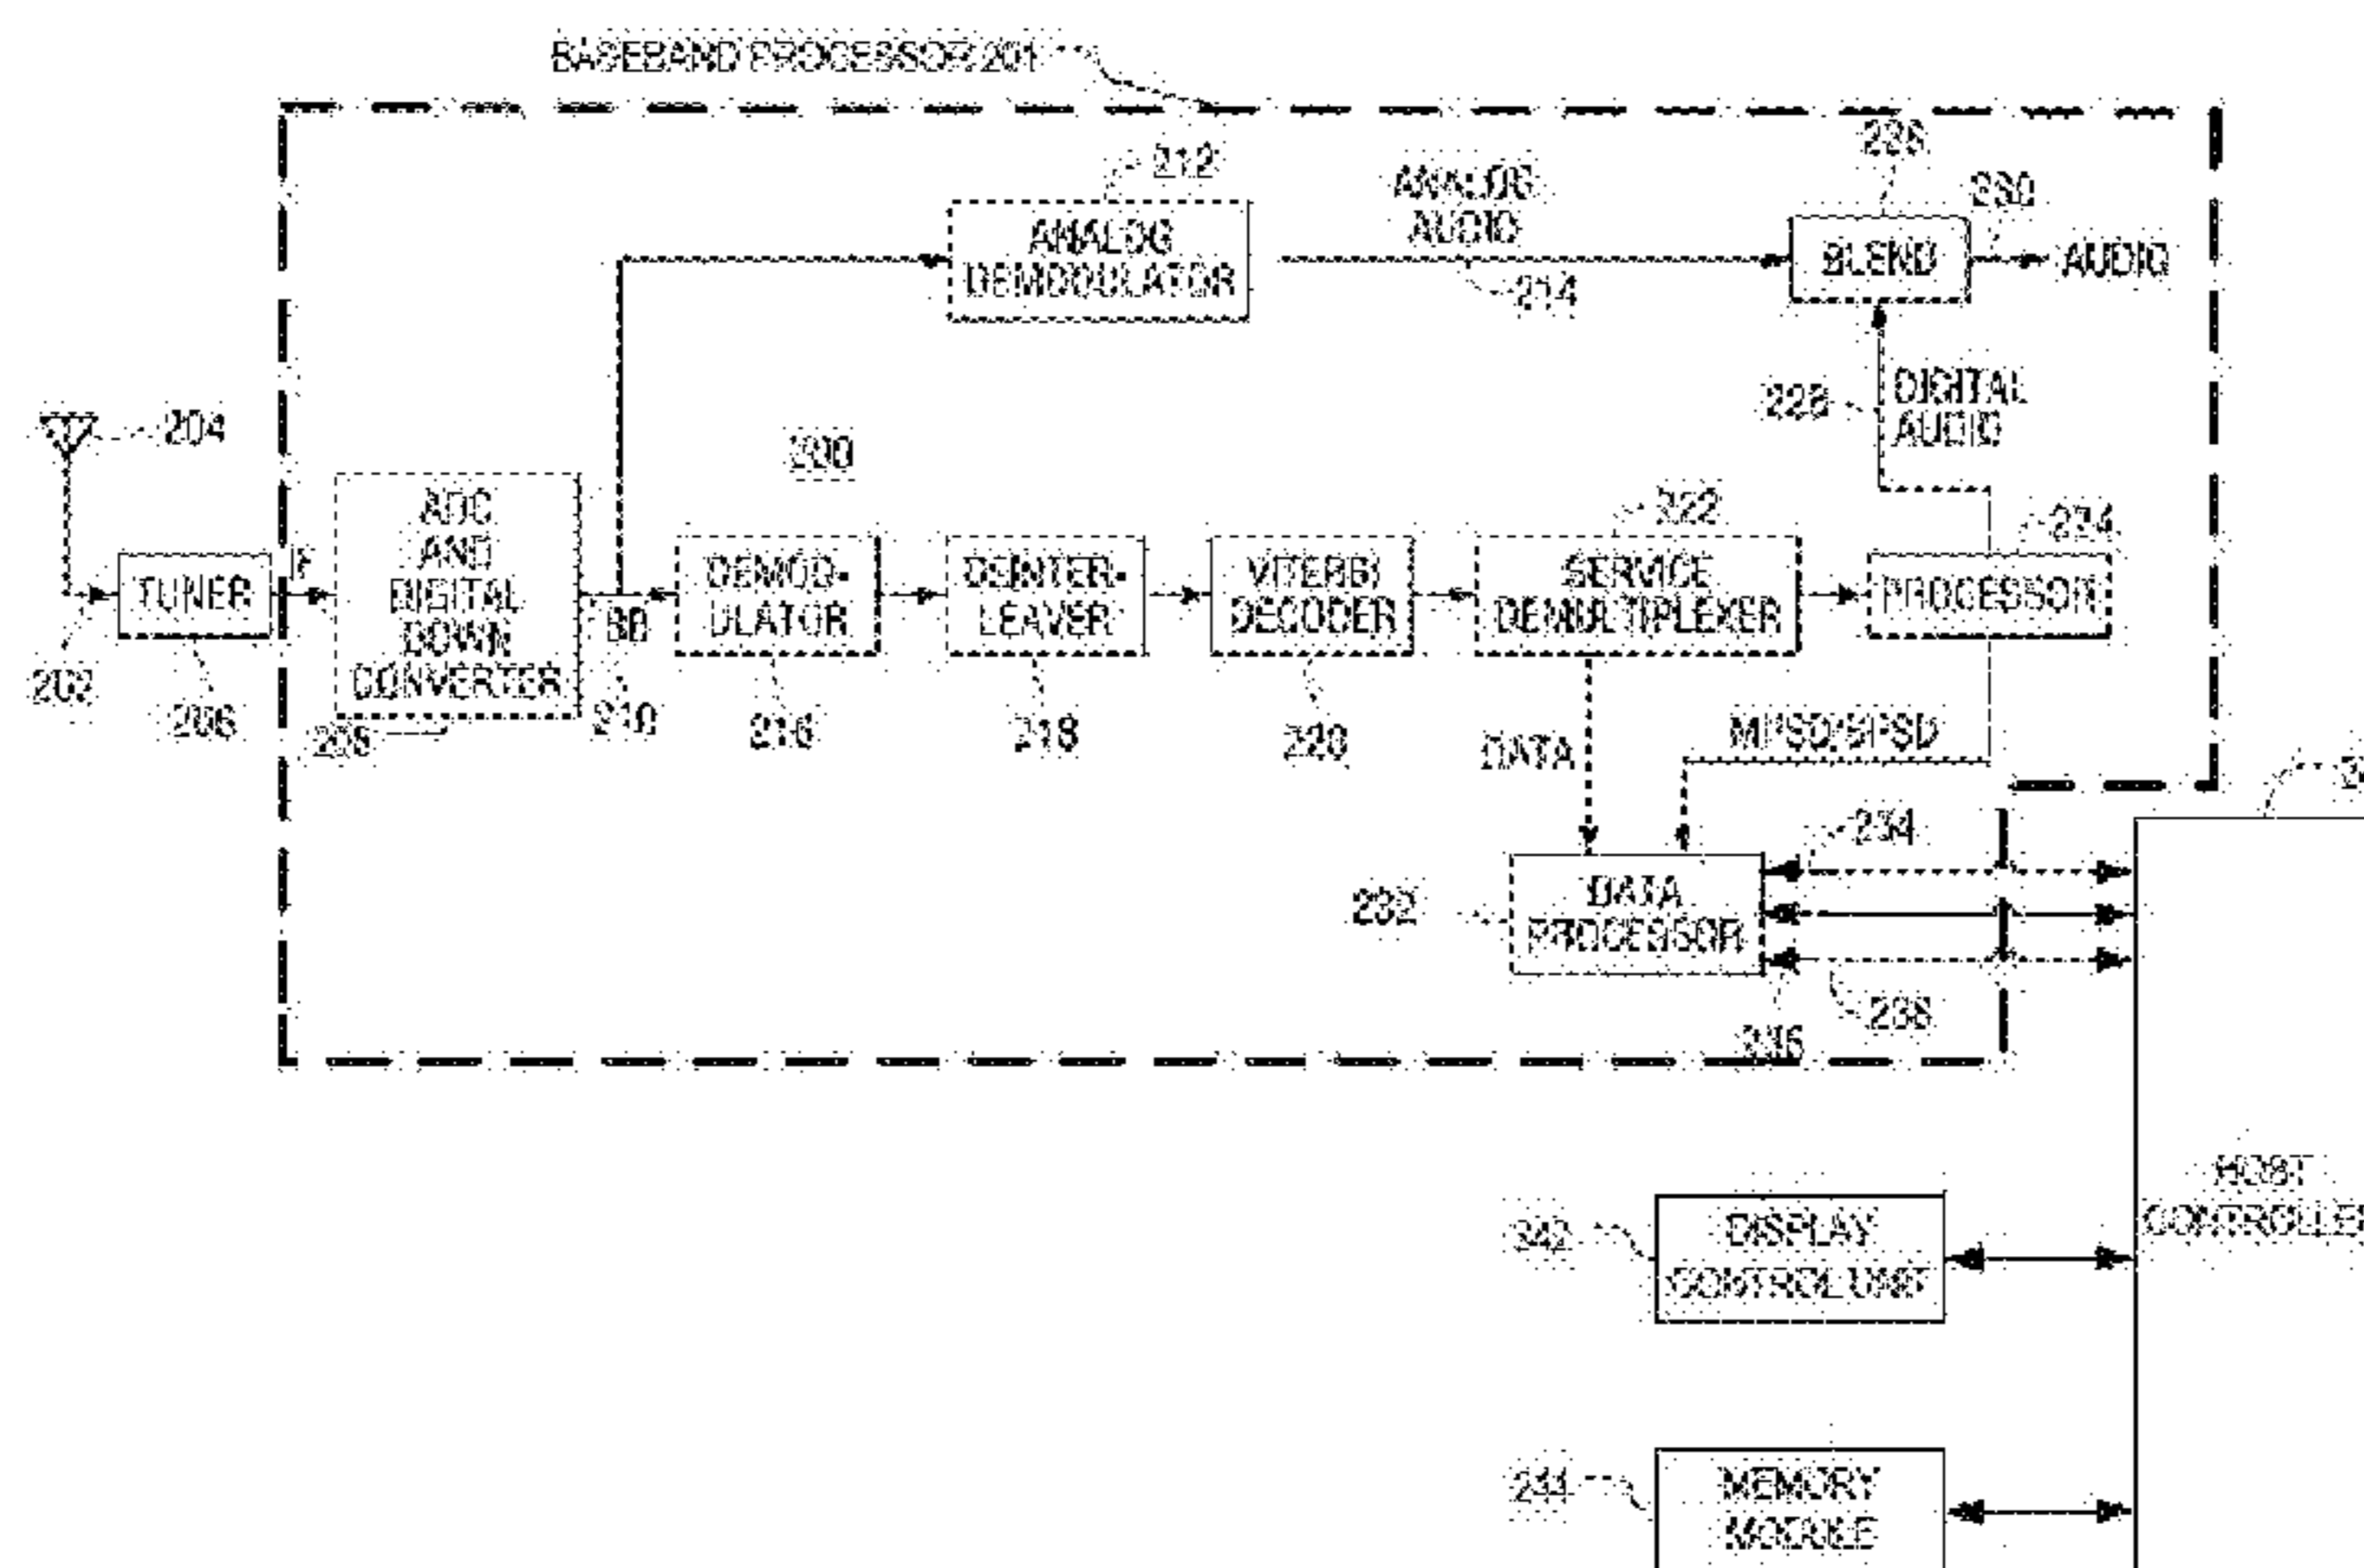 BASEBAND PROCESSOR 201
212
ANALOG
AUDIO
226
230
ANALOG
DEMODULATOR
BLEND
AUDIO
214
204
200
228
DIGITAL
AUDIO
ADC
AND
DIGITAL
DOWN
CONVERTER
222
224
TUNER
IF
BB
DEMOD-
ULATOR
DEINTER-
LEAVER
VITERBI
DECODER
SERVICE
DEMULTIPLEXER
PROCESSOR
202
206
208
210
216
218
220
DATA
MPSD/SPSD
234
232
DATA
PROCESSOR
236
238
HOST
242
DISPLAY
CONTROL UNIT
MEMORY
MODULE